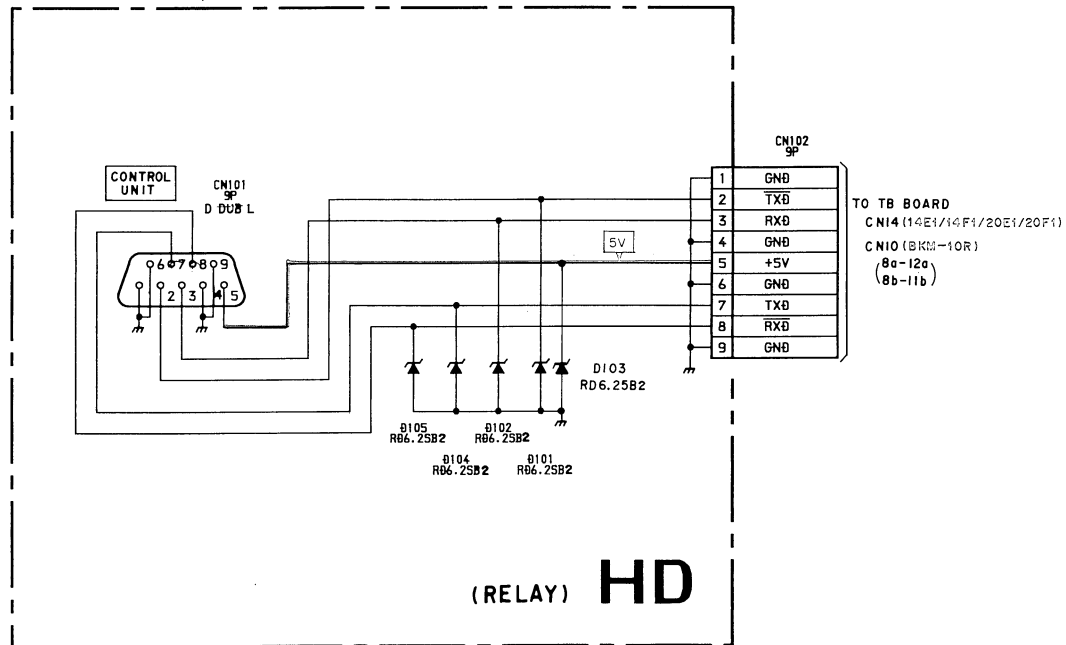 CONTROL
UNIT
CN101
9P
D DUB L
6 7 8 9
2 3 4 5
5V
CN102
9P
1 GND
2 T̅X̅D̅
3 RXD
4 GND
5 +5V
6 GND
7 TXD
8 R̅X̅D̅
9 GND
TO TB BOARD
CN14 (14E1/14F1/20E1/20F1)
CN10 (BKM-10R)
(8a-12a
8b-11b)
D103
RD6.2SB2
D105
RD6.2SB2
D102
RD6.2SB2
D104
RD6.2SB2
D101
RD6.2SB2
(RELAY) HD